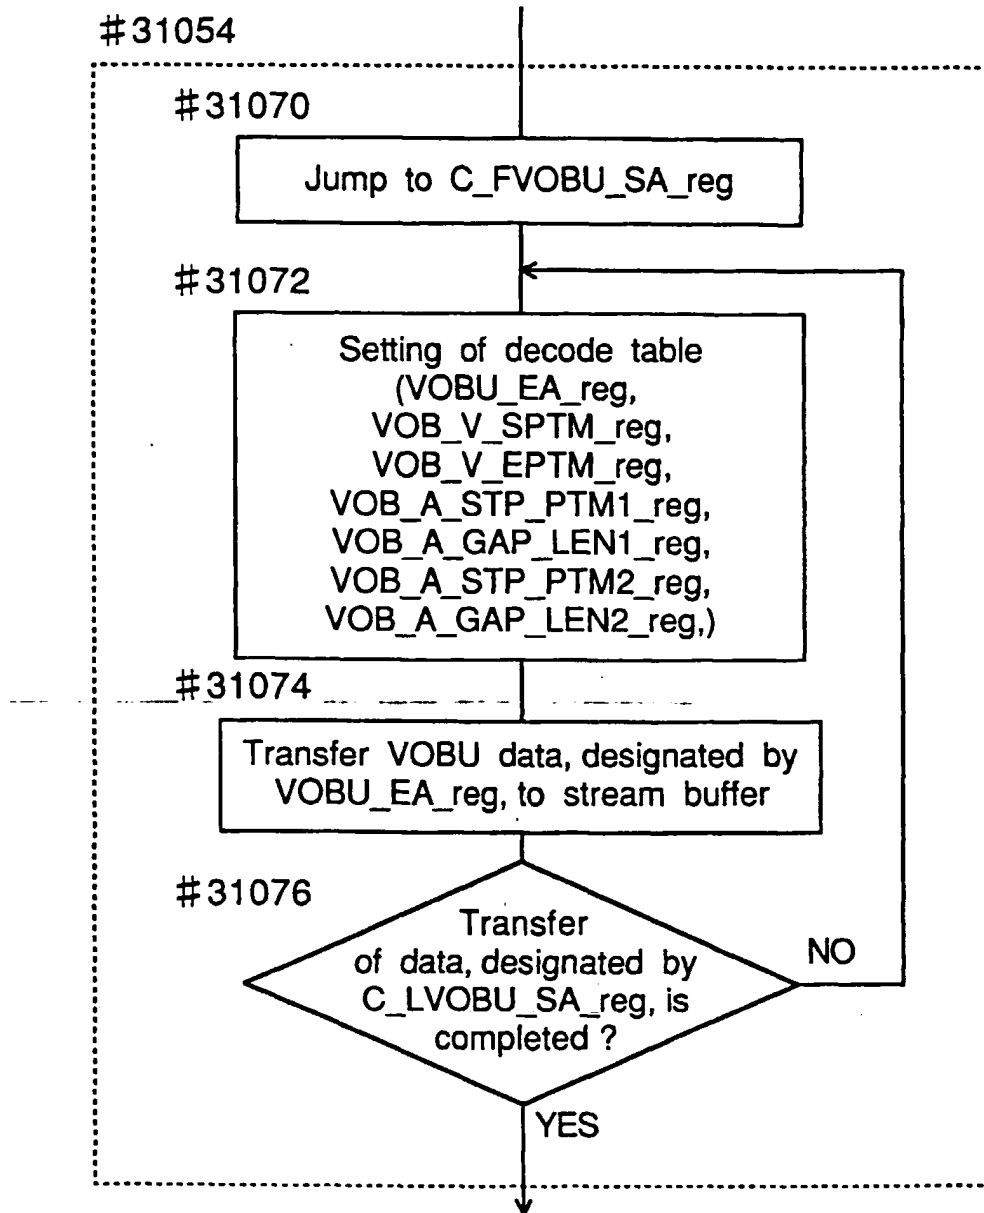 #31054
#31070
Jump to C_FVOBU_SA_reg
#31072
Setting of decode table
(VOBU_EA_reg,
VOB_V_SPTM_reg,
VOB_V_EPTM_reg,
VOB_A_STP_PTM1_reg,
VOB_A_GAP_LEN1_reg,
VOB_A_STP_PTM2_reg,
VOB_A_GAP_LEN2_reg,)
#31074
Transfer VOBU data, designated by
VOBU_EA_reg, to stream buffer
#31076
Transfer
of data, designated by
C_LVOBU_SA_reg, is
completed ?
NO
YES